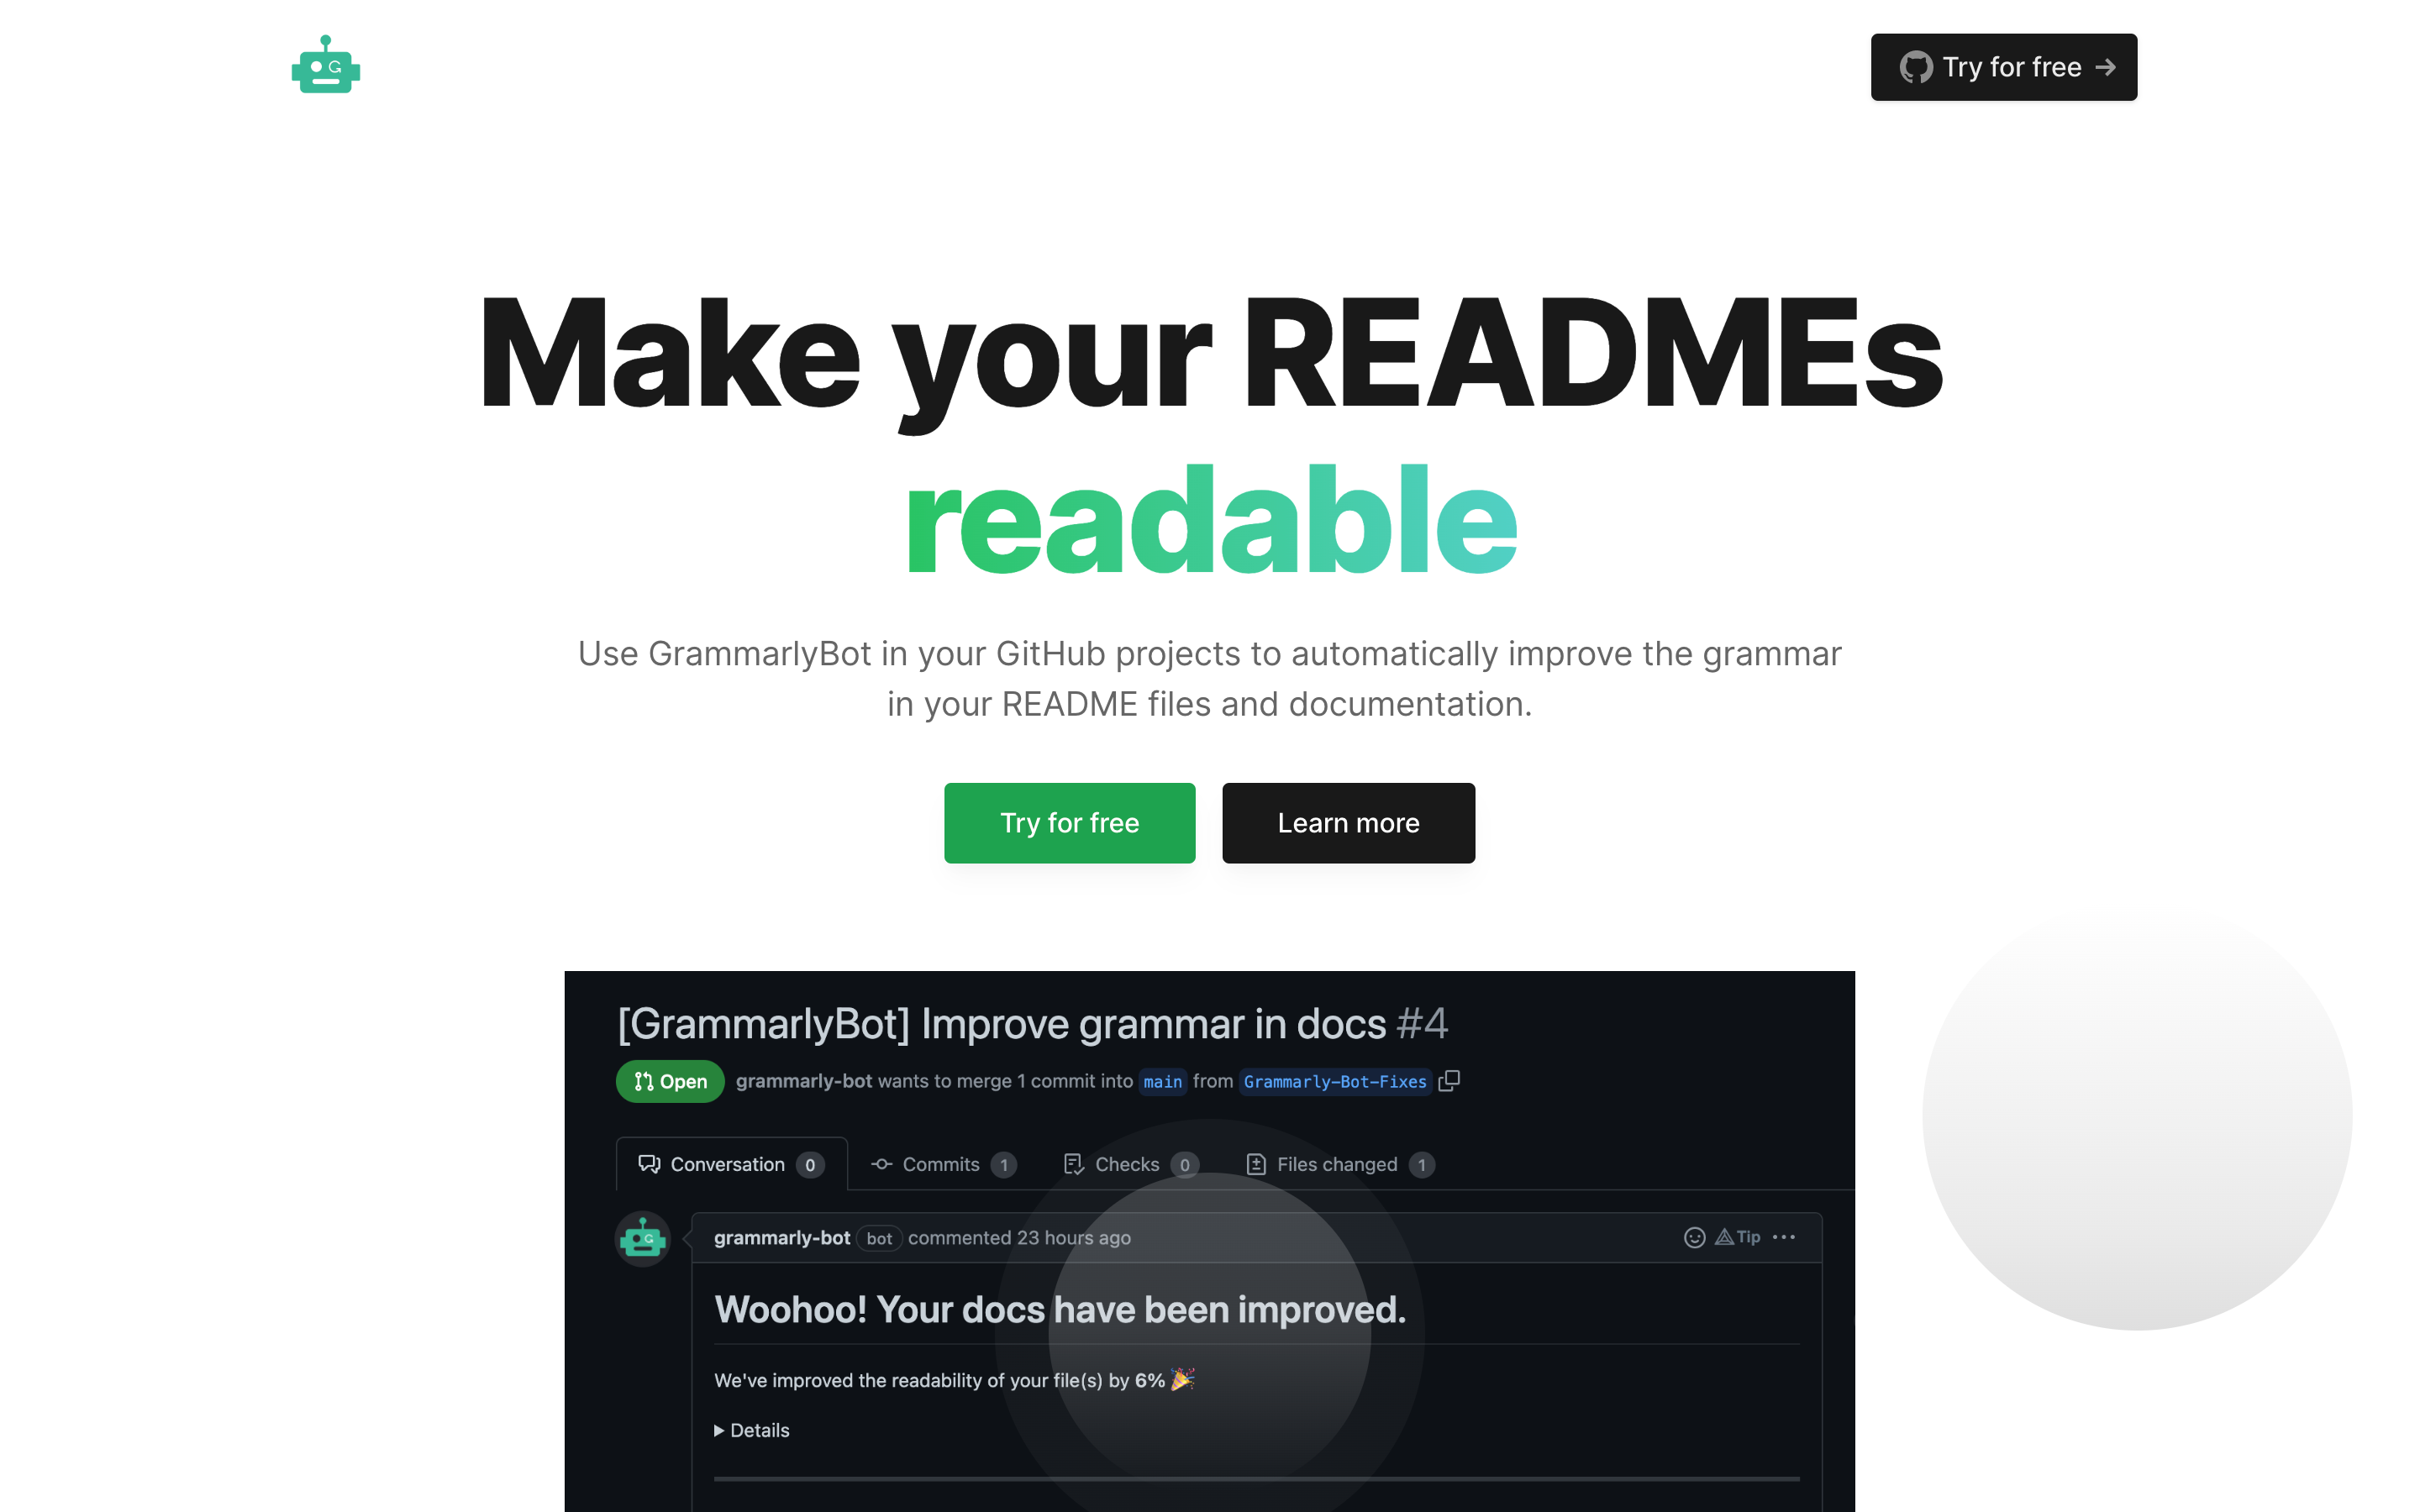 Try for free
Make your READMEs
readable
Use GrammarlyBot in your GitHub projects to automatically improve the grammar
in your README files and documentation.
Try for free
Learn more
[GrammarlyBot] Improve grammar in docs #4
Open grammarly-bot wants to merge 1 commit into main from Grammarly-Bot-Fixes
Conversation 0 Commits 1 Checks 0 Files changed 1
grammarly-bot bot commented 23 hours ago Tip ···
Woohoo! Your docs have been improved.
We've improved the readability of your file(s) by 6% 🎉
Details